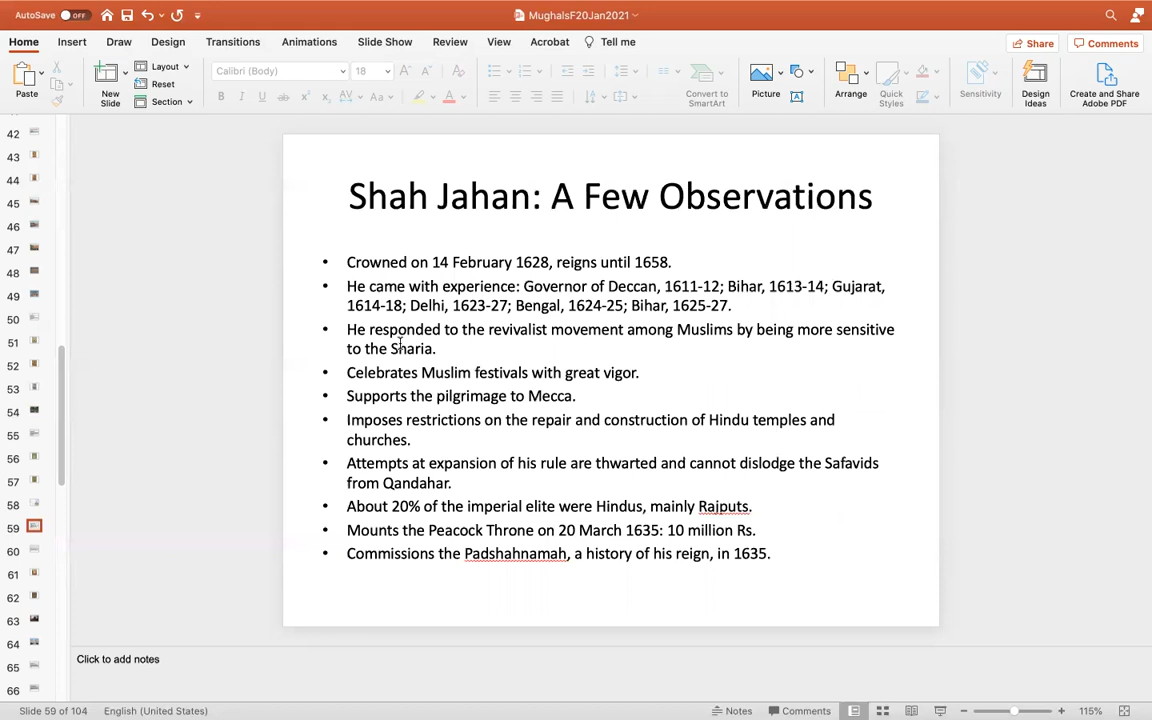 AutoSave OFF MughalsF20Jan2021
Home Insert Draw Design Transitions Animations Slide Show Review View Acrobat Tell me Share Comments
Paste New Slide Layout Reset Section Calibri (Body) 18 Convert to SmartArt Picture Arrange Quick Styles Sensitivity Design Ideas Create and Share Adobe PDF
42
43
44
45
46
47
48
49
50
51
52
53
54
55
56
57
58
59
60
61
62
63
64
65
66
Shah Jahan: A Few Observations
• Crowned on 14 February 1628, reigns until 1658.
• He came with experience: Governor of Deccan, 1611-12; Bihar, 1613-14; Gujarat,
1614-18; Delhi, 1623-27; Bengal, 1624-25; Bihar, 1625-27.
• He responded to the revivalist movement among Muslims by being more sensitive
to the Sharia.
• Celebrates Muslim festivals with great vigor.
• Supports the pilgrimage to Mecca.
• Imposes restrictions on the repair and construction of Hindu temples and
churches.
• Attempts at expansion of his rule are thwarted and cannot dislodge the Safavids
from Qandahar.
• About 20% of the imperial elite were Hindus, mainly Rajputs.
• Mounts the Peacock Throne on 20 March 1635: 10 million Rs.
• Commissions the Padshahnamah, a history of his reign, in 1635.
Click to add notes
Slide 59 of 104 English (United States) Notes Comments 115%